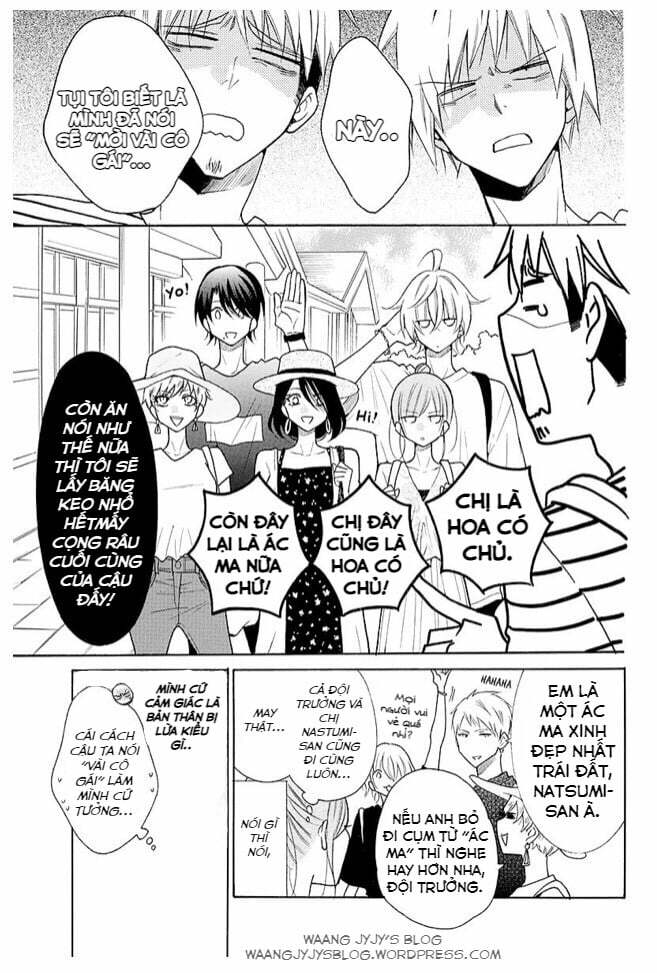 NÀY..
TỤI TÔI BIẾT LÀ
MÌNH ĐÃ NÓI
SẼ "MỜI VÀI CÔ
GÁI"...
Yo!
Hi!
CHỊ LÀ
HOA CÓ
CHỦ.
CHỊ ĐÂY
CŨNG LÀ
HOA CÓ
CHỦ!
CÒN ĐÂY
LẠI LÀ ÁC
MA NỮA
CHỨ!
CÒN ĂN
NÓI NHƯ
THẾ NỮA
THÌ TÔI SẼ
LẤY BĂNG
KEO NHỔ
HẾTMẤY
CỌNG RÂU
CUỐI CÙNG
CỦA CẬU
ĐẤY!
EM LÀ
MỘT ÁC
MA XINH
ĐẸP NHẤT
TRÁI ĐẤT,
NATSUMI-
SAN À.
HAHAHA
NẾU ANH BỎ
ĐI CỤM TỪ "ÁC
MA" THÌ NGHE
HAY HƠN NHA,
ĐỘI TRƯỞNG.
Mọi
người vui
vẻ quá
nhỉ?
CẢ ĐỘI
TRƯỞNG VÀ
CHỊ
NASTUMI-
SAN CŨNG
ĐI CÙNG
LUÔN...
MAY
THẬT...
NÓI GÌ
THÌ
NÓI,
MÌNH CỨ
CẢM GIÁC LÀ
BẢN THÂN BỊ
LỪA KIỂU
GÌ..
CÁI CÁCH
CẬU TA NÓI
"VÀI CÔ
GÁI" LÀM
MÌNH CỨ
TƯỞNG...
WAANG JYJY'S BLOG
WAANGJYJYSBLOG.WORDPRESS.COM